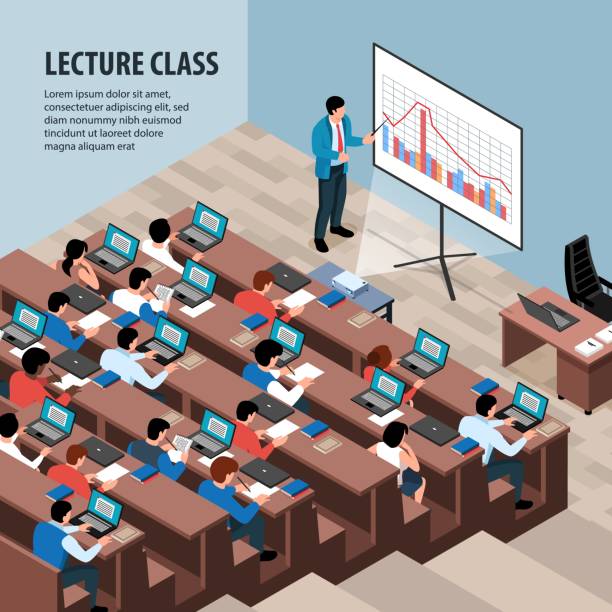 LECTURE CLASS
Lorem ipsum dolor sit amet,
consectetuer adipiscing elit, sed
diam nonummy nibh euismod
tincidunt ut laoreet dolore
magna aliquam erat